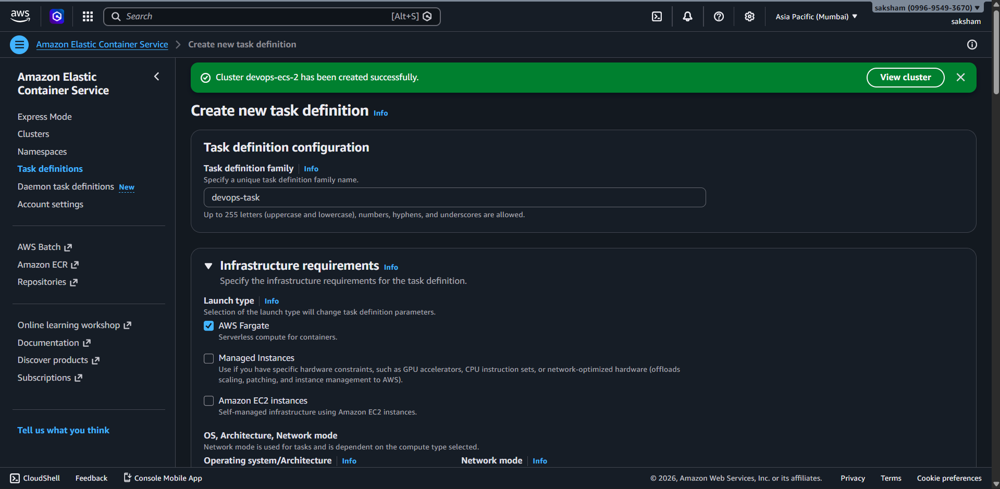 aws
Search [Alt+S]
Asia Pacific (Mumbai)
saksham (0996-9549-3670)
saksham
Amazon Elastic Container Service
Create new task definition
Amazon Elastic
Container Service
Express Mode
Clusters
Namespaces
Task definitions
Daemon task definitions New
Account settings
AWS Batch
Amazon ECR
Repositories
Online learning workshop
Documentation
Discover products
Subscriptions
Tell us what you think
Cluster devops-ecs-2 has been created successfully.
View cluster
Create new task definition Info
Task definition configuration
Task definition family Info
Specify a unique task definition family name.
devops-task
Up to 255 letters (uppercase and lowercase), numbers, hyphens, and underscores are allowed.
Infrastructure requirements Info
Specify the infrastructure requirements for the task definition.
Launch type Info
Selection of the launch type will change task definition parameters.
AWS Fargate
Serverless compute for containers.
Managed Instances
Use if you have specific hardware constraints, such as GPU accelerators, CPU instruction sets, or network-optimized hardware (offloads
scaling, patching, and instance management to AWS).
Amazon EC2 instances
Self-managed infrastructure using Amazon EC2 instances.
OS, Architecture, Network mode
Network mode is used for tasks and is dependent on the compute type selected.
Operating system/Architecture Info
Network mode Info
CloudShell
Feedback
Console Mobile App
© 2026, Amazon Web Services, Inc. or its affiliates.
Privacy
Terms
Cookie preferences